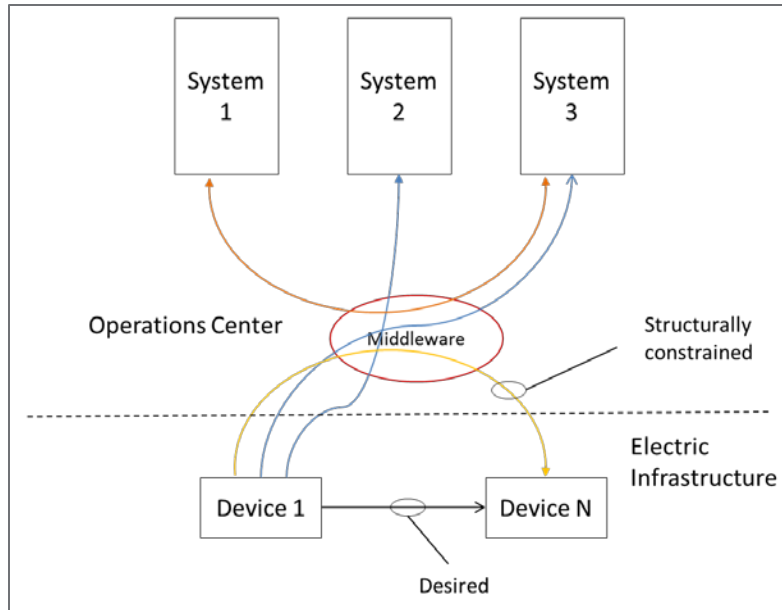 System
1
System
2
System
3
Operations Center
Middleware
Structurally
constrained
Electric
Infrastructure
Device 1
Device N
Desired